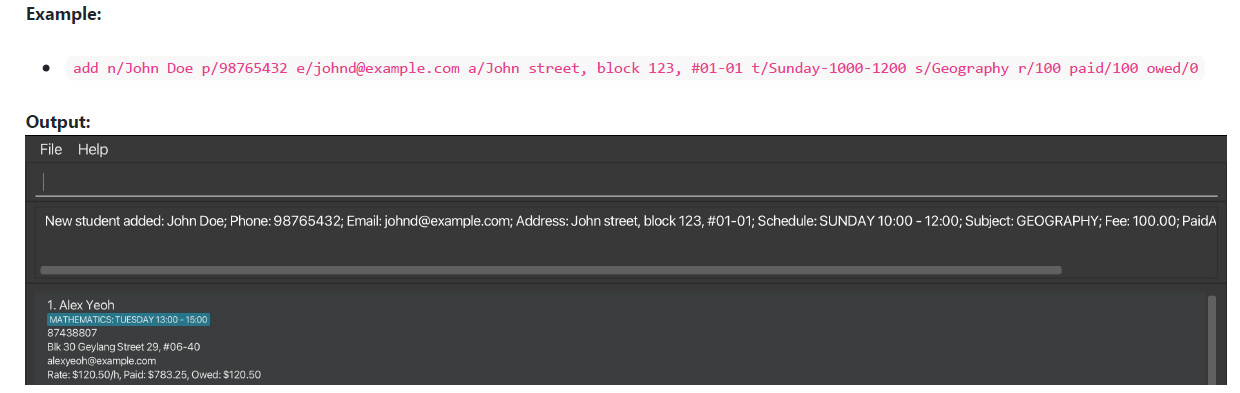 Example:
add n/John Doe p/98765432 e/johnd@example.com a/John street, block 123, #01-01 t/Sunday-1000-1200 s/Geography r/100 paid/100 owed/0
Output:
File Help
New student added: John Doe; Phone: 98765432; Email: johnd@example.com; Address: John street, block 123, #01-01; Schedule: SUNDAY 10:00 - 12:00; Subject: GEOGRAPHY; Fee: 100.00; PaidA
1. Alex Yeoh
MATHEMATICS: TUESDAY 13:00 - 15:00
87438807
Blk 30 Geylang Street 29, #06-40
alexyeoh@example.com
Rate: $120.50/h, Paid: $783.25, Owed: $120.50